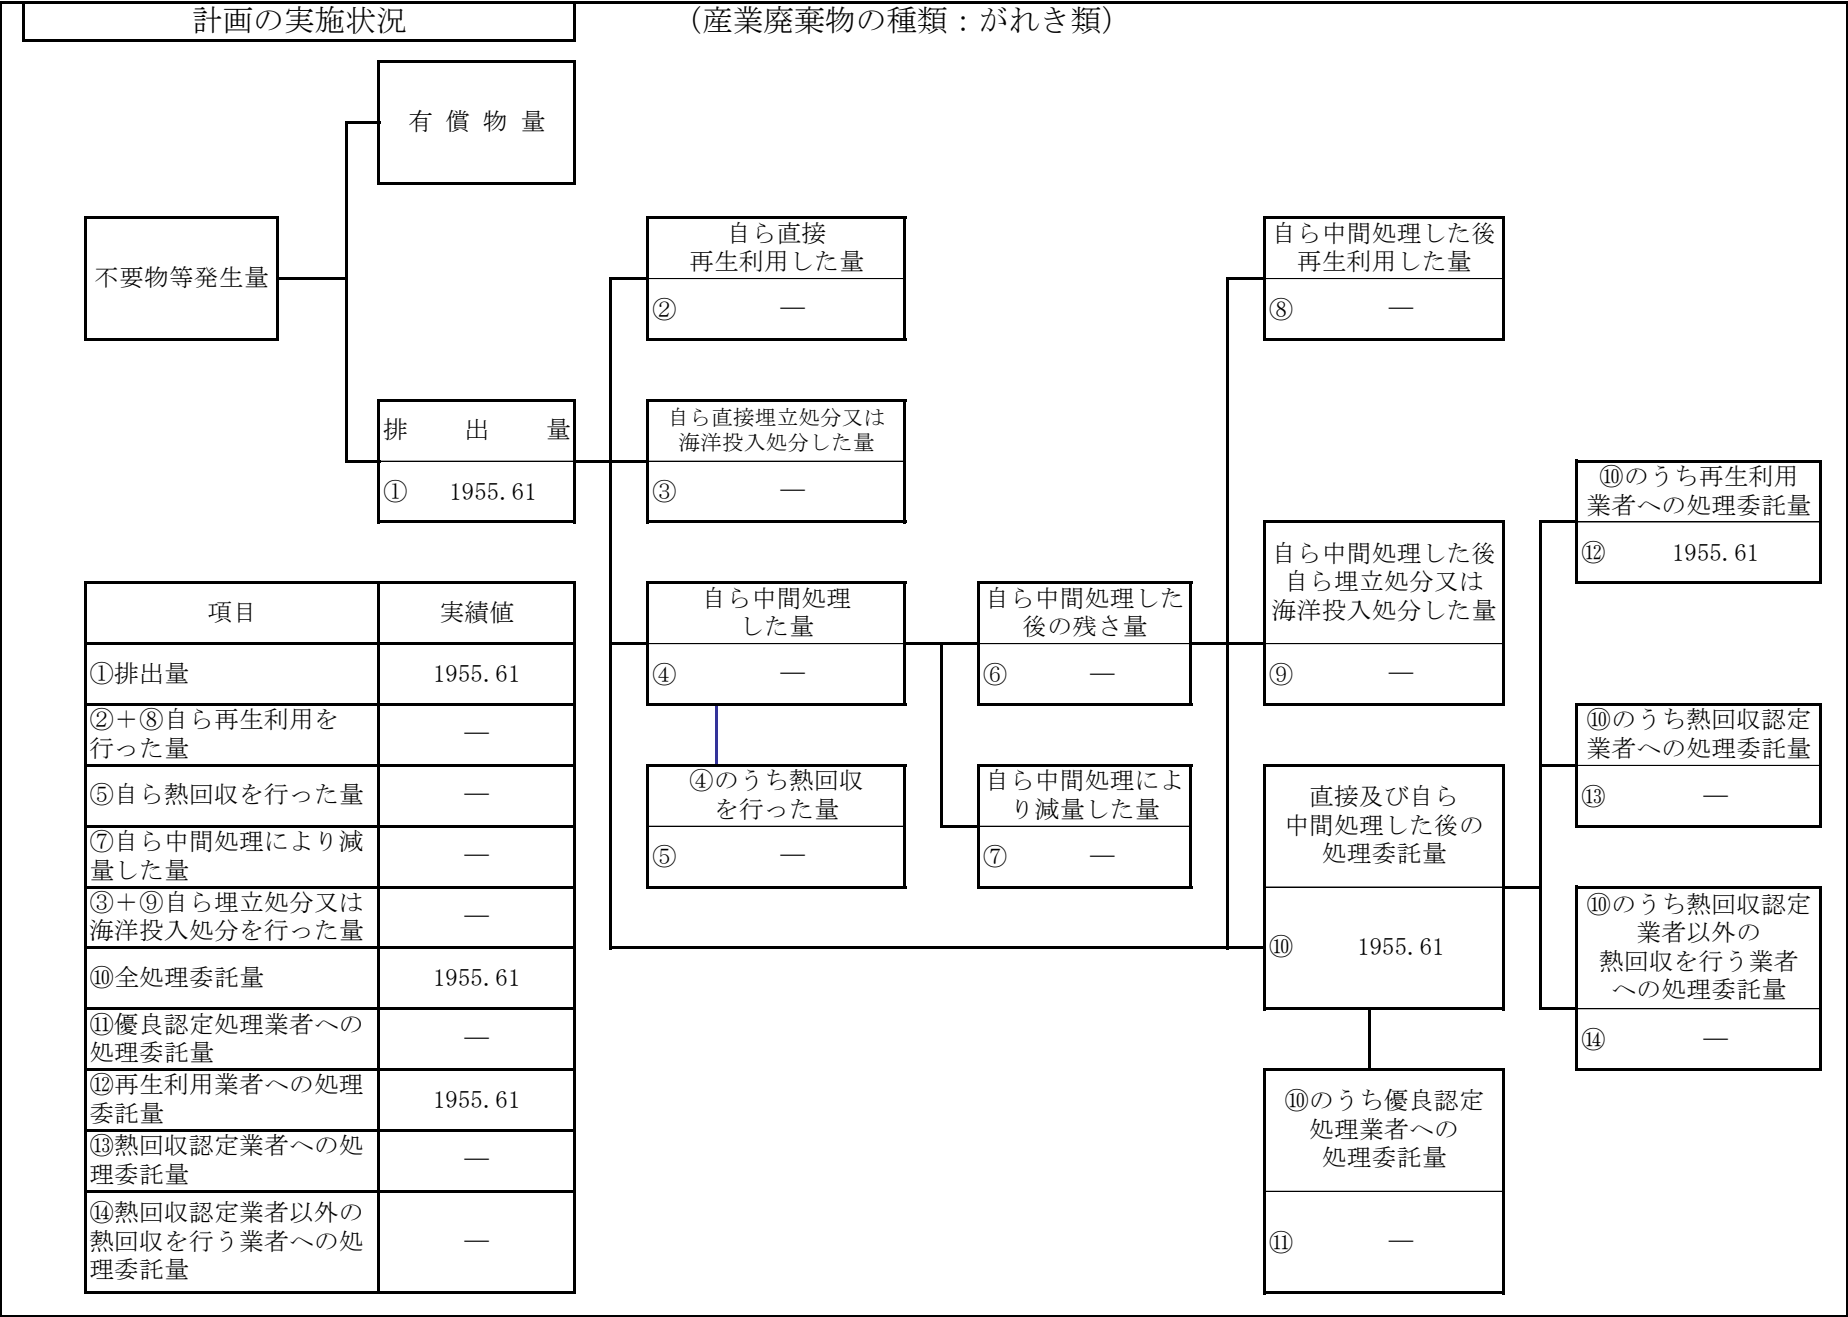 計画の実施状況
（産業廃棄物の種類：がれき類）
有償物量
不要物等発生量
排出量
① 1955.61
自ら直接
再生利用した量
② ―
自ら直接埋立処分又は
海洋投入処分した量
③ ―
自ら中間処理
した量
④ ―
④のうち熱回収
を行った量
⑤ ―
自ら中間処理した
後の残さ量
⑥ ―
自ら中間処理によ
り減量した量
⑦ ―
自ら中間処理した後
再生利用した量
⑧ ―
自ら中間処理した後
自ら埋立処分又は
海洋投入処分した量
⑨ ―
直接及び自ら
中間処理した後の
処理委託量
⑩ 1955.61
⑩のうち優良認定
処理業者への
処理委託量
⑪ ―
⑩のうち再生利用
業者への処理委託量
⑫ 1955.61
⑩のうち熱回収認定
業者への処理委託量
⑬ ―
⑩のうち熱回収認定
業者以外の
熱回収を行う業者
への処理委託量
⑭ ―
項目 実績値
①排出量 1955.61
②＋⑧自ら再生利用を
行った量 ―
⑤自ら熱回収を行った量 ―
⑦自ら中間処理により減
量した量 ―
③＋⑨自ら埋立処分又は
海洋投入処分を行った量 ―
⑩全処理委託量 1955.61
⑪優良認定処理業者への
処理委託量 ―
⑫再生利用業者への処理
委託量 1955.61
⑬熱回収認定業者への処
理委託量 ―
⑭熱回収認定業者以外の
熱回収を行う業者への処
理委託量 ―